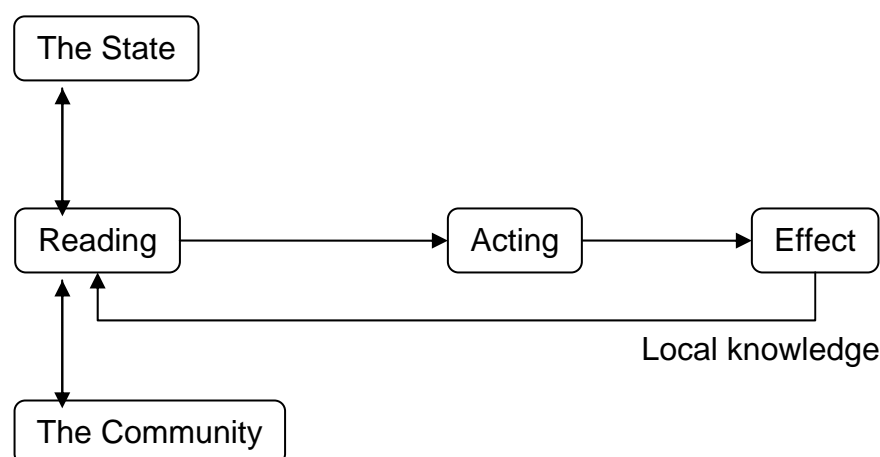 The State
Reading
Acting
Effect
Local knowledge
The Community